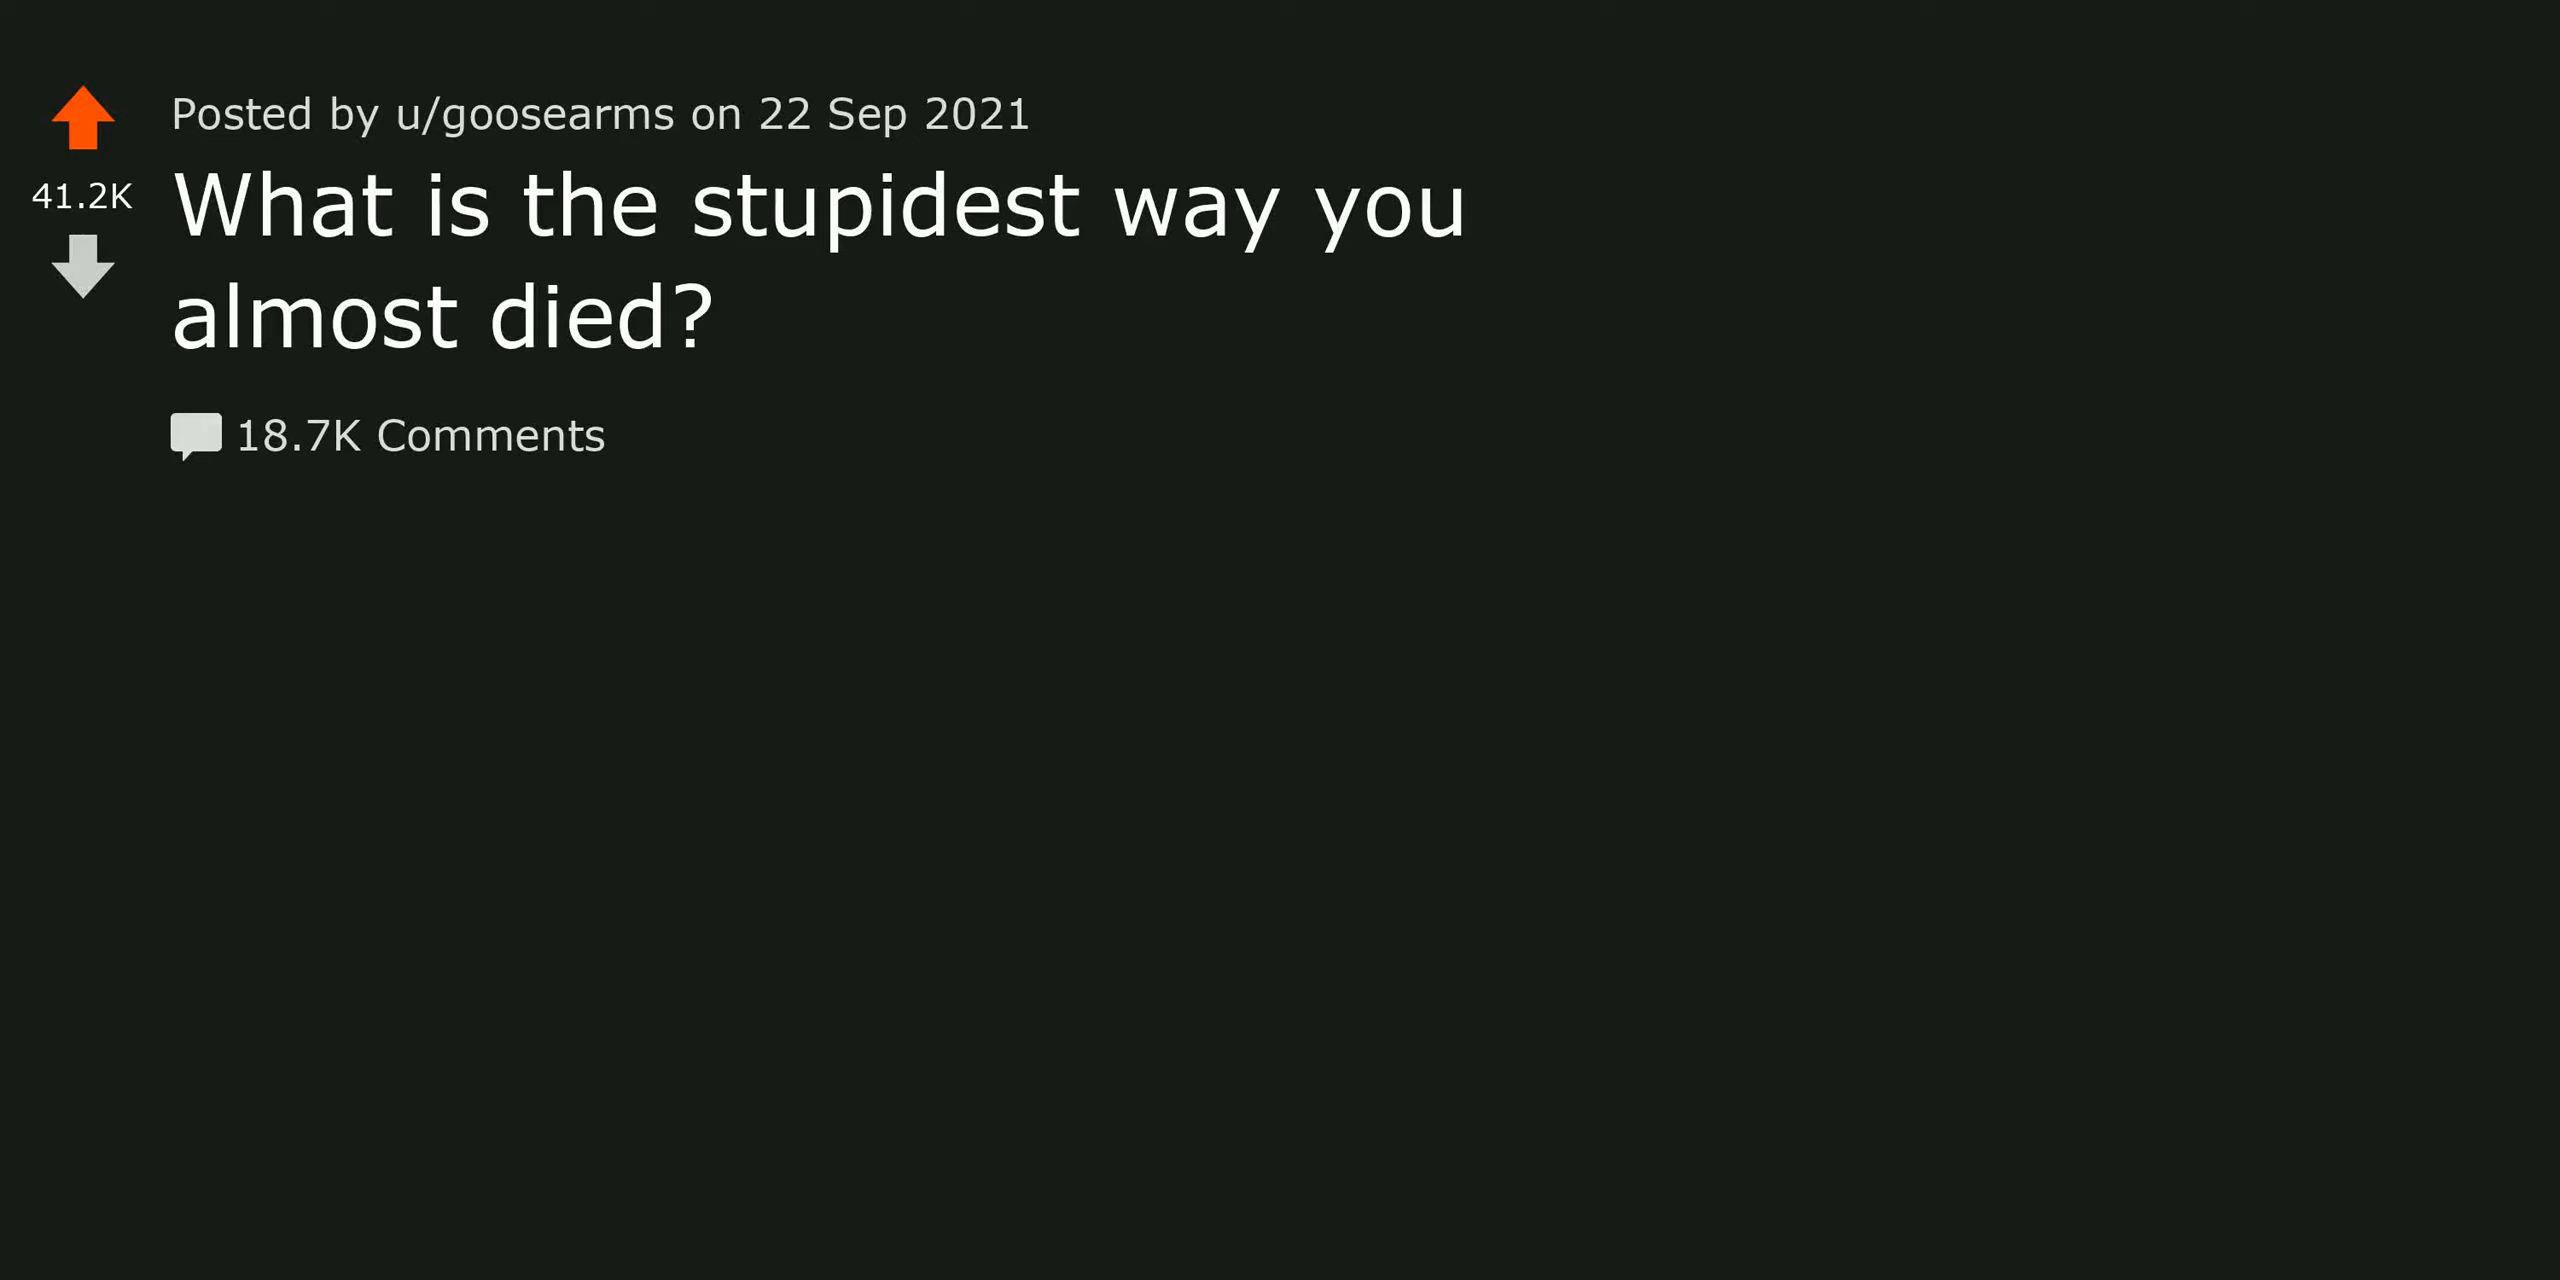 Posted by u/goosearms on 22 Sep 2021
41.2K
What is the stupidest way you
almost died?
18.7K Comments